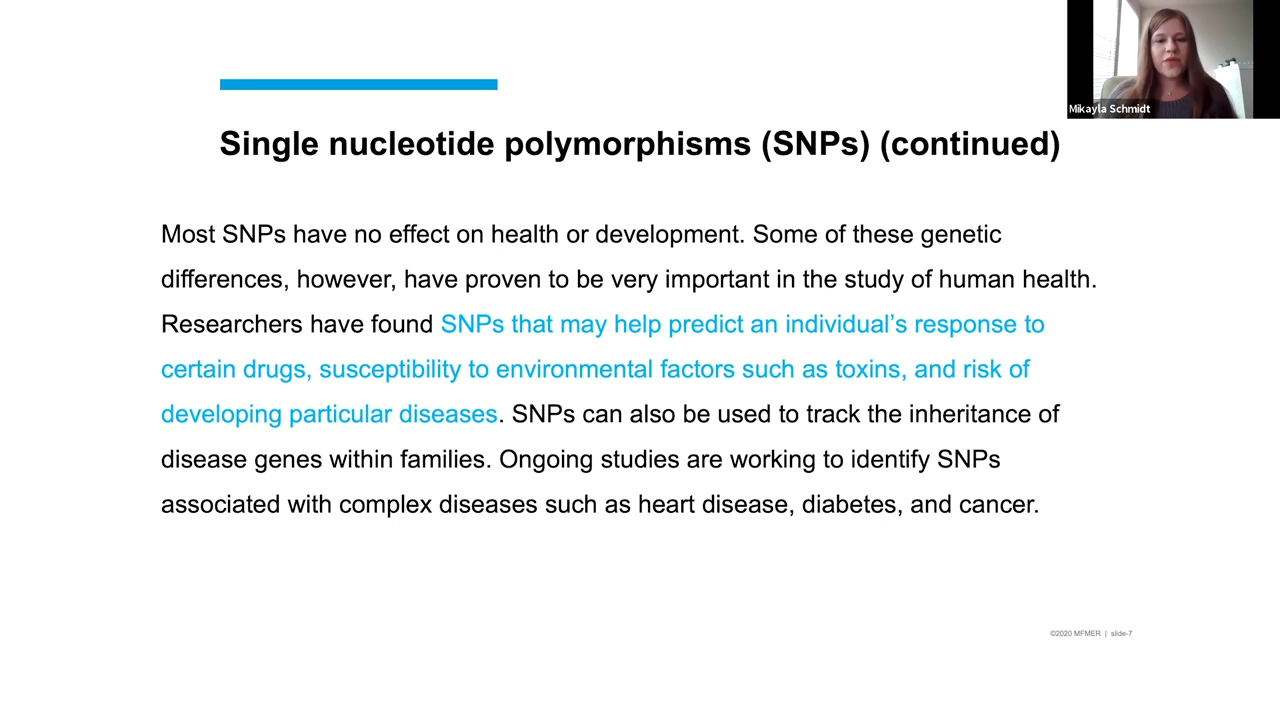 Mikayla Schmidt
Single nucleotide polymorphisms (SNPs) (continued)
Most SNPs have no effect on health or development. Some of these genetic
differences, however, have proven to be very important in the study of human health.
Researchers have found SNPs that may help predict an individual’s response to
certain drugs, susceptibility to environmental factors such as toxins, and risk of
developing particular diseases. SNPs can also be used to track the inheritance of
disease genes within families. Ongoing studies are working to identify SNPs
associated with complex diseases such as heart disease, diabetes, and cancer.
©2020 MFMER | slide-7